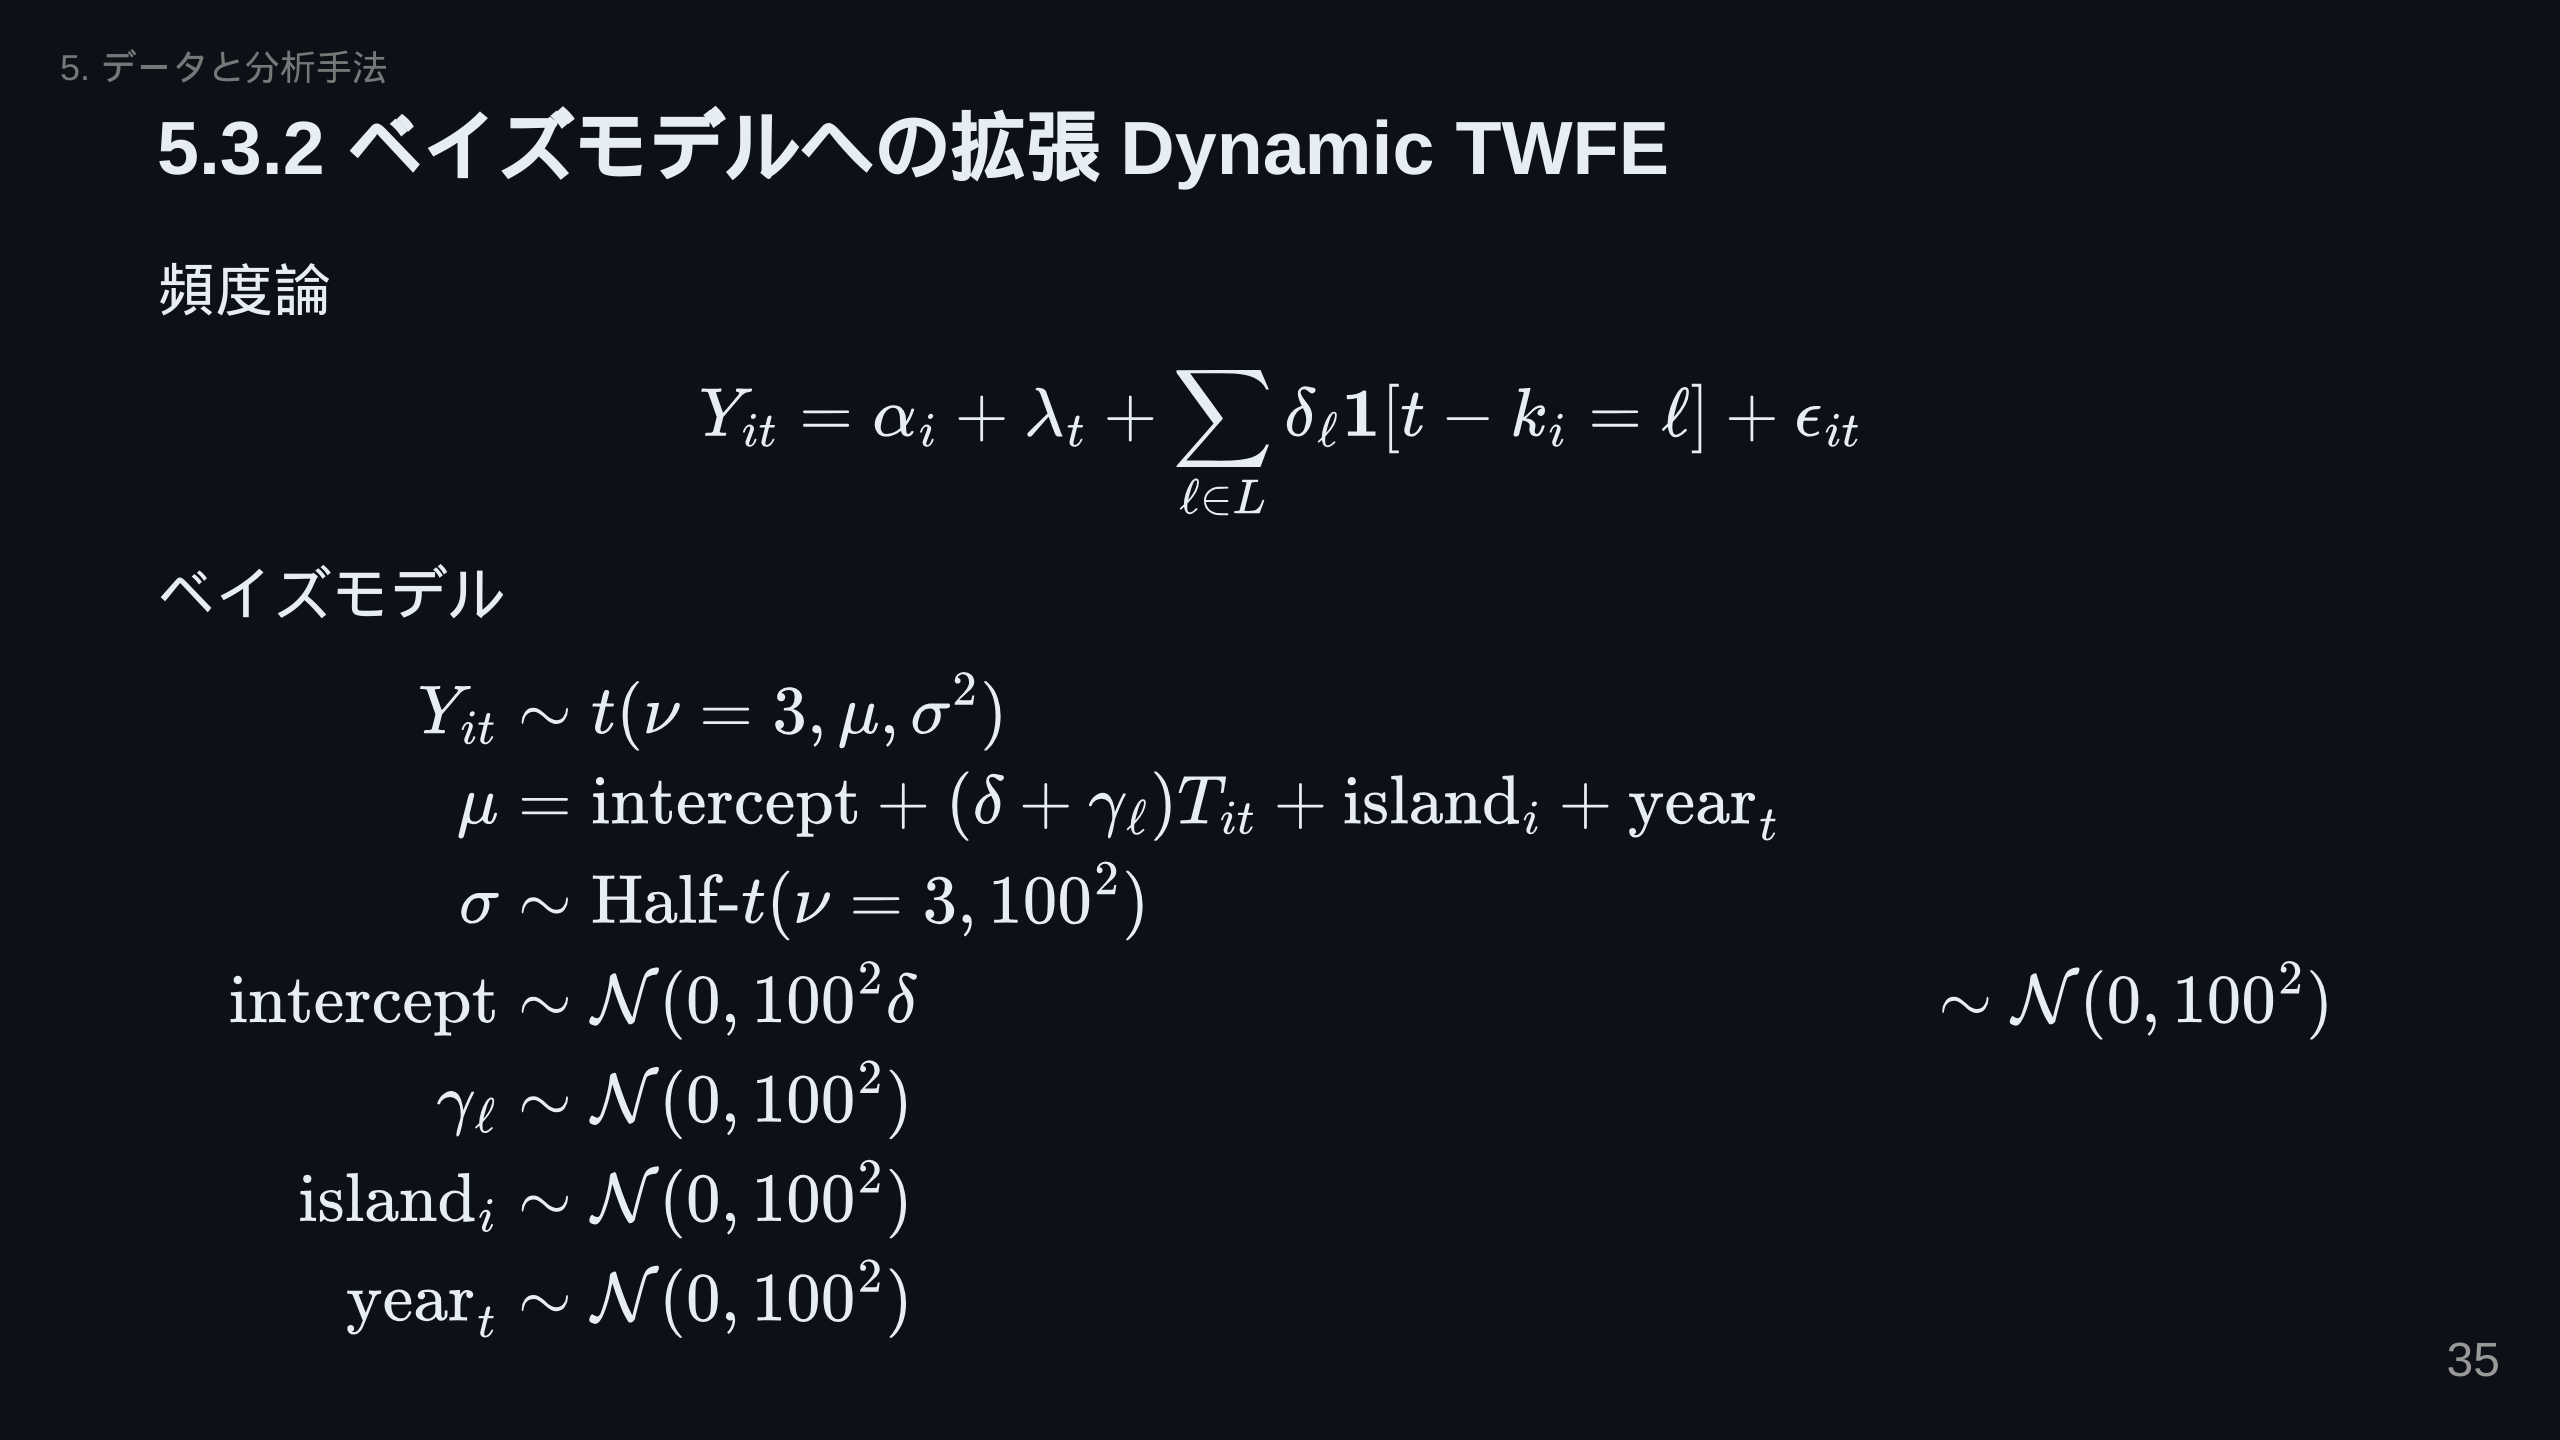 5. データと分析手法
5.3.2 ベイズモデルへの拡張 Dynamic TWFE
頻度論
$Y_{it} = \alpha_i + \lambda_t + \sum_{\ell \in L} \delta_\ell \mathbf{1}[t - k_i = \ell] + \epsilon_{it}$
ベイズモデル
$Y_{it} \sim t(\nu = 3, \mu, \sigma^2)$
$\mu = \text{intercept} + (\delta + \gamma_\ell)T_{it} + \text{island}_i + \text{year}_t$
$\sigma \sim \text{Half-}t(\nu = 3, 100^2)$
$\text{intercept} \sim \mathcal{N}(0, 100^2 \delta \qquad \sim \mathcal{N}(0, 100^2)$
$\gamma_\ell \sim \mathcal{N}(0, 100^2)$
$\text{island}_i \sim \mathcal{N}(0, 100^2)$
$\text{year}_t \sim \mathcal{N}(0, 100^2)$
35